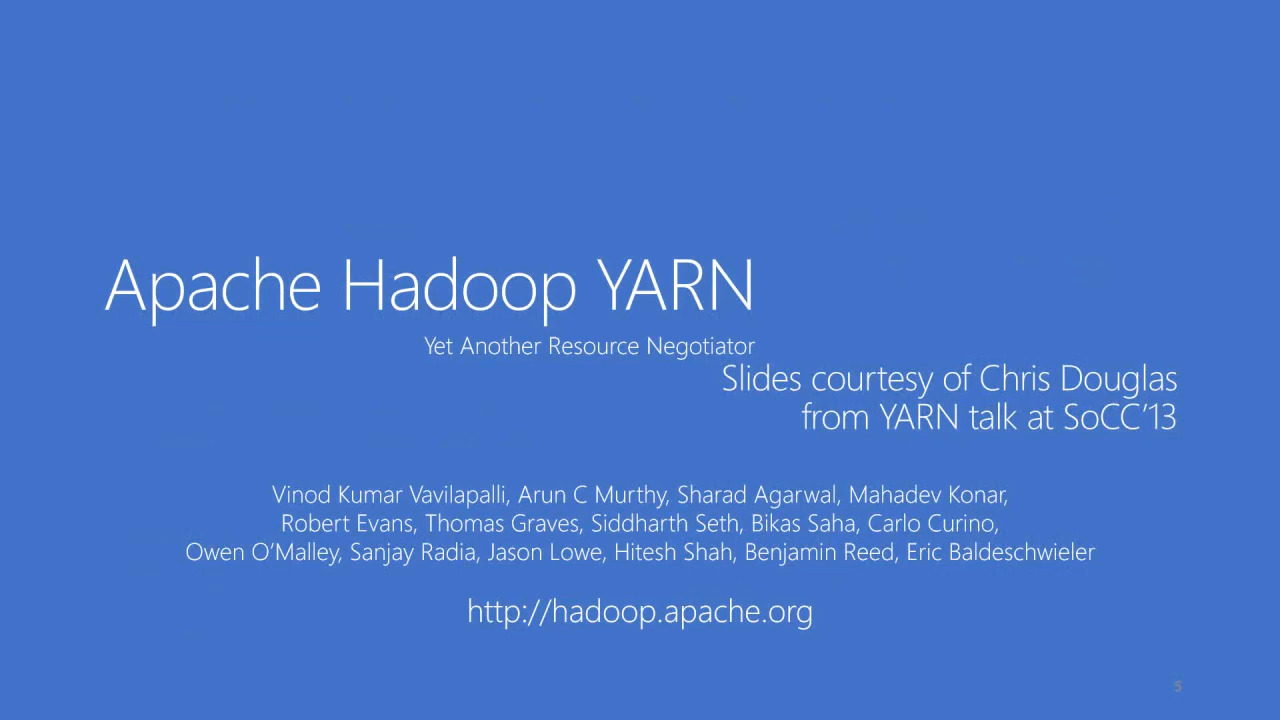 Apache Hadoop YARN
Yet Another Resource Negotiator
Slides courtesy of Chris Douglas
from YARN talk at SoCC’13
Vinod Kumar Vavilapalli, Arun C Murthy, Sharad Agarwal, Mahadev Konar,
Robert Evans, Thomas Graves, Siddharth Seth, Bikas Saha, Carlo Curino,
Owen O’Malley, Sanjay Radia, Jason Lowe, Hitesh Shah, Benjamin Reed, Eric Baldeschwieler
http://hadoop.apache.org
5